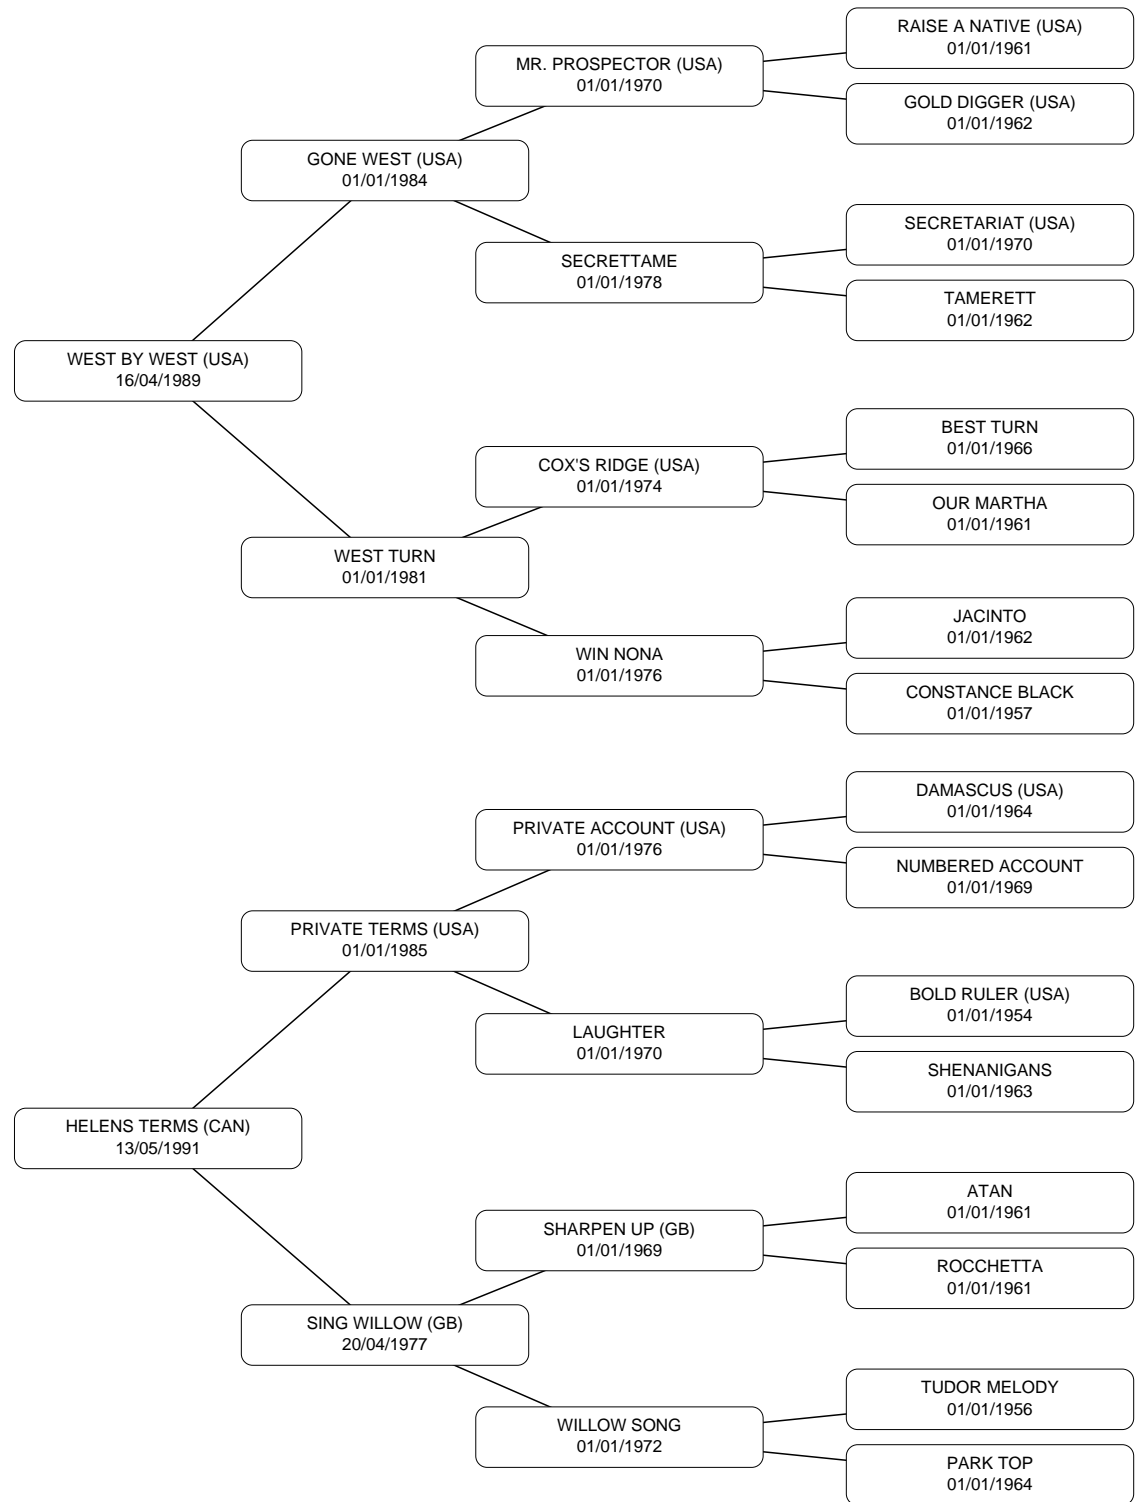 RAISE A NATIVE (USA)
01/01/1961
MR. PROSPECTOR (USA)
01/01/1970
GOLD DIGGER (USA)
01/01/1962
GONE WEST (USA)
01/01/1984
SECRETARIAT (USA)
01/01/1970
SECRETTAME
01/01/1978
TAMERETT
01/01/1962
WEST BY WEST (USA)
16/04/1989
BEST TURN
01/01/1966
COX'S RIDGE (USA)
01/01/1974
OUR MARTHA
01/01/1961
WEST TURN
01/01/1981
JACINTO
01/01/1962
WIN NONA
01/01/1976
CONSTANCE BLACK
01/01/1957
DAMASCUS (USA)
01/01/1964
PRIVATE ACCOUNT (USA)
01/01/1976
NUMBERED ACCOUNT
01/01/1969
PRIVATE TERMS (USA)
01/01/1985
BOLD RULER (USA)
01/01/1954
LAUGHTER
01/01/1970
SHENANIGANS
01/01/1963
HELENS TERMS (CAN)
13/05/1991
ATAN
01/01/1961
SHARPEN UP (GB)
01/01/1969
ROCCHETTA
01/01/1961
SING WILLOW (GB)
20/04/1977
TUDOR MELODY
01/01/1956
WILLOW SONG
01/01/1972
PARK TOP
01/01/1964